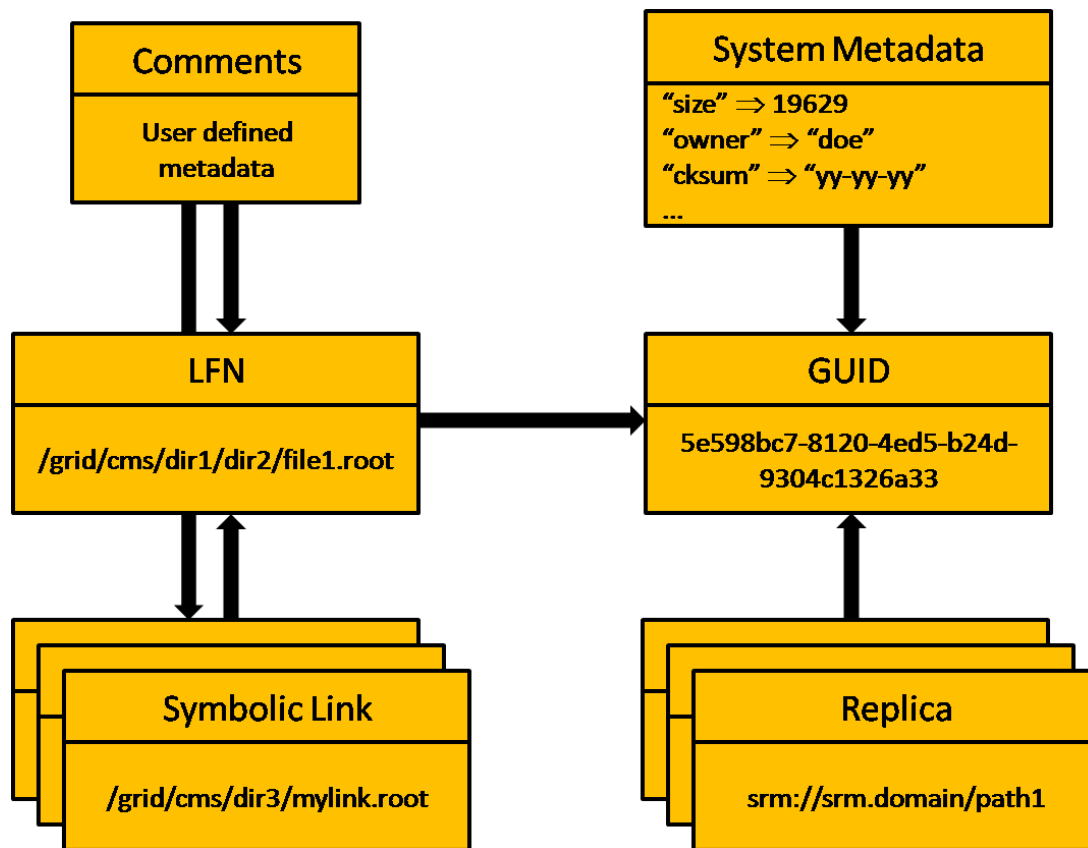 Comments
User defined
metadata
System Metadata
“size” ⇒ 19629
“owner” ⇒ “doe”
“cksum” ⇒ “yy-yy-yy”
...
LFN
/grid/cms/dir1/dir2/file1.root
GUID
5e598bc7-8120-4ed5-b24d-
9304c1326a33
Symbolic Link
/grid/cms/dir3/mylink.root
Replica
srm://srm.domain/path1